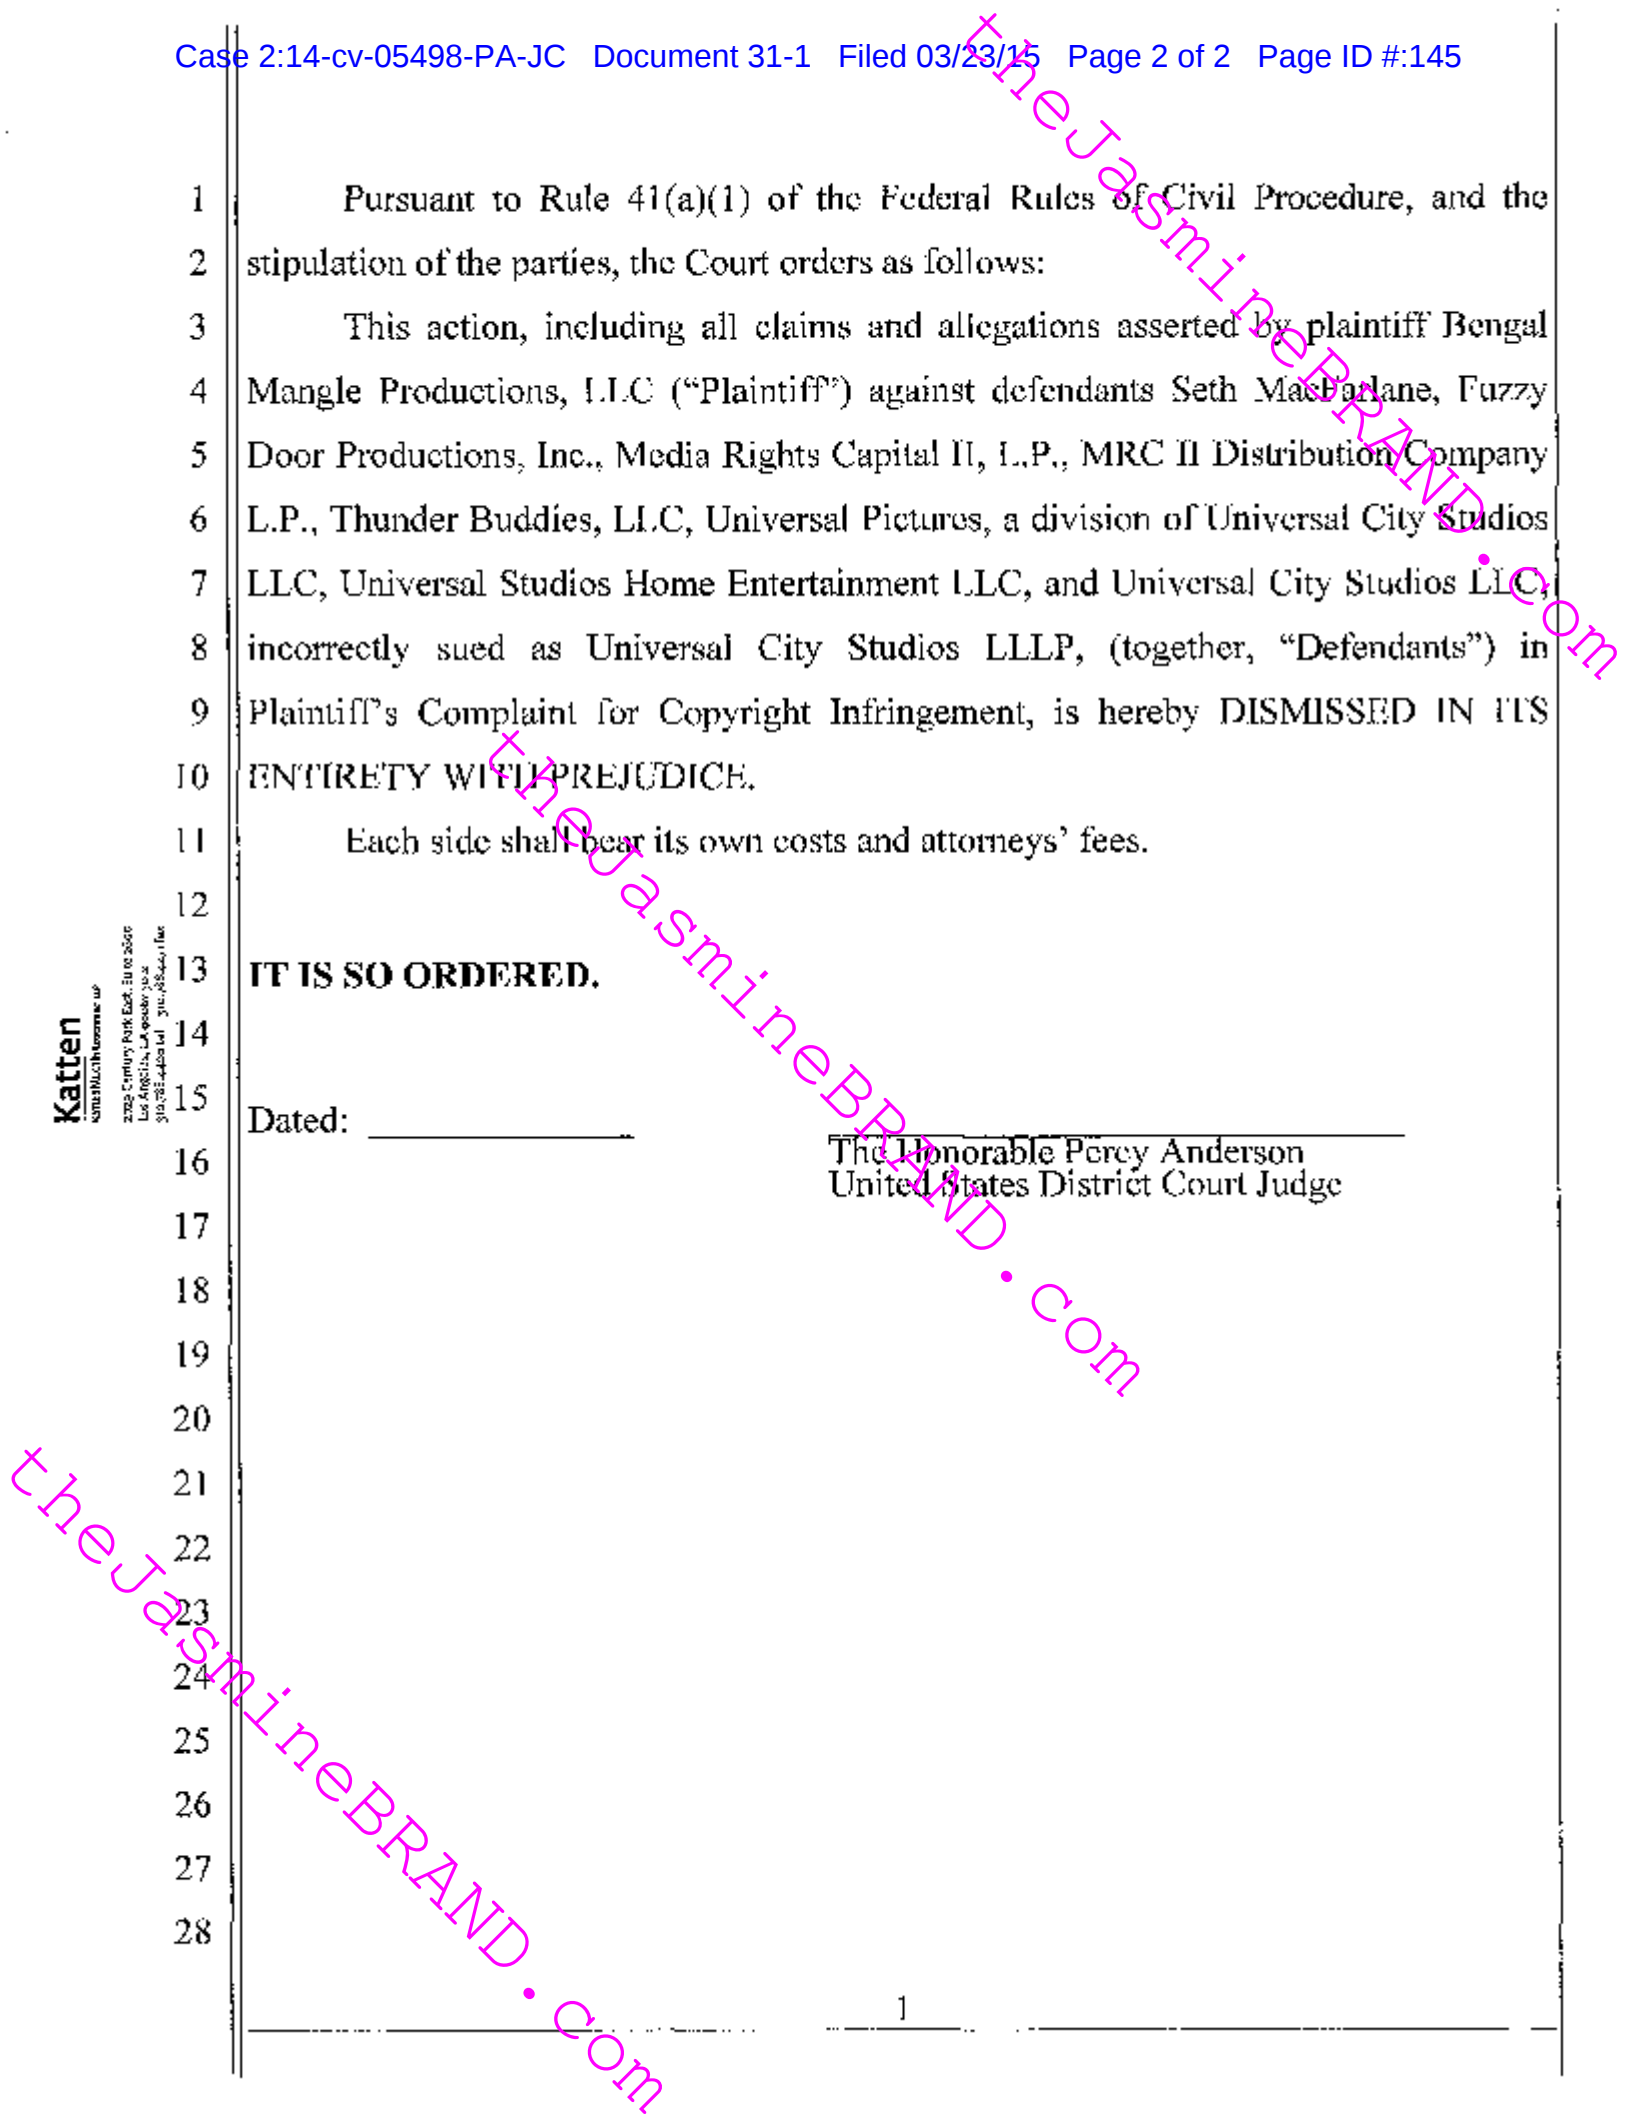 Case 2:14-cv-05498-PA-JC Document 31-1 Filed 03/23/15 Page 2 of 2 Page ID #:145
1 Pursuant to Rule 41(a)(1) of the Federal Rules of Civil Procedure, and the
2 stipulation of the parties, the Court orders as follows:
3 This action, including all claims and allegations asserted by plaintiff Bengal
4 Mangle Productions, LLC (“Plaintiff”) against defendants Seth MacFarlane, Fuzzy
5 Door Productions, Inc., Media Rights Capital II, L.P., MRC II Distribution Company
6 L.P., Thunder Buddies, LLC, Universal Pictures, a division of Universal City Studios
7 LLC, Universal Studios Home Entertainment LLC, and Universal City Studios LLC,
8 incorrectly sued as Universal City Studios LLLP, (together, “Defendants”) in
9 Plaintiff's Complaint for Copyright Infringement, is hereby DISMISSED IN ITS
10 ENTIRETY WITH PREJUDICE.
11 Each side shall bear its own costs and attorneys’ fees.
12
13 IT IS SO ORDERED.
14
15 Dated:
16 The Honorable Percy Anderson
United States District Court Judge
17
18
19
20
21
22
23
24
25
26
27
28
1
Katten
Century Park East,
Los Angeles, CA
theJasmineBRAND.com
theJasmineBRAND.com
theJasmineBRAND.com